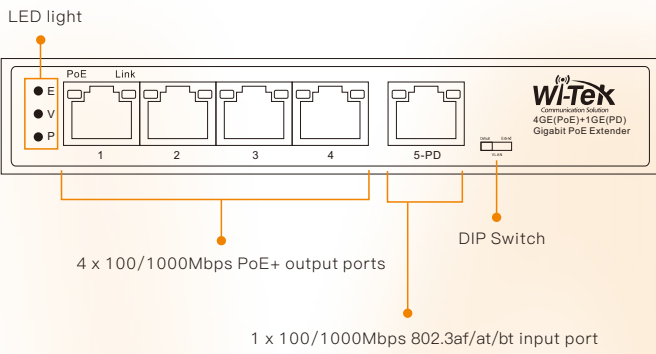 LED light
PoE Link
E
V
P
1 2 3 4 5-PD
Wi-Tek
Communication Solution
4GE(PoE)+1GE(PD)
Gigabit PoE Extender
VLAN
DIP Switch
4 x 100/1000Mbps PoE+ output ports
1 x 100/1000Mbps 802.3af/at/bt input port